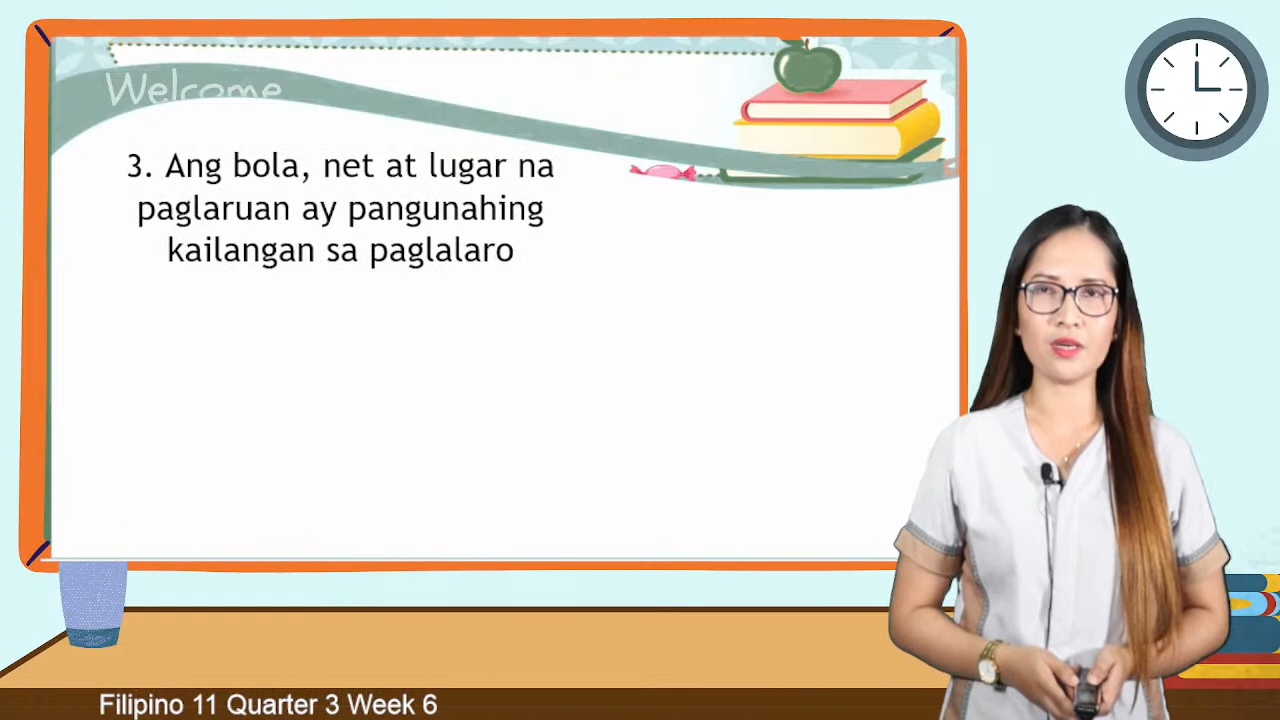 Welcome
3. Ang bola, net at lugar na
paglaruan ay pangunahing
kailangan sa paglalaro
Filipino 11 Quarter 3 Week 6